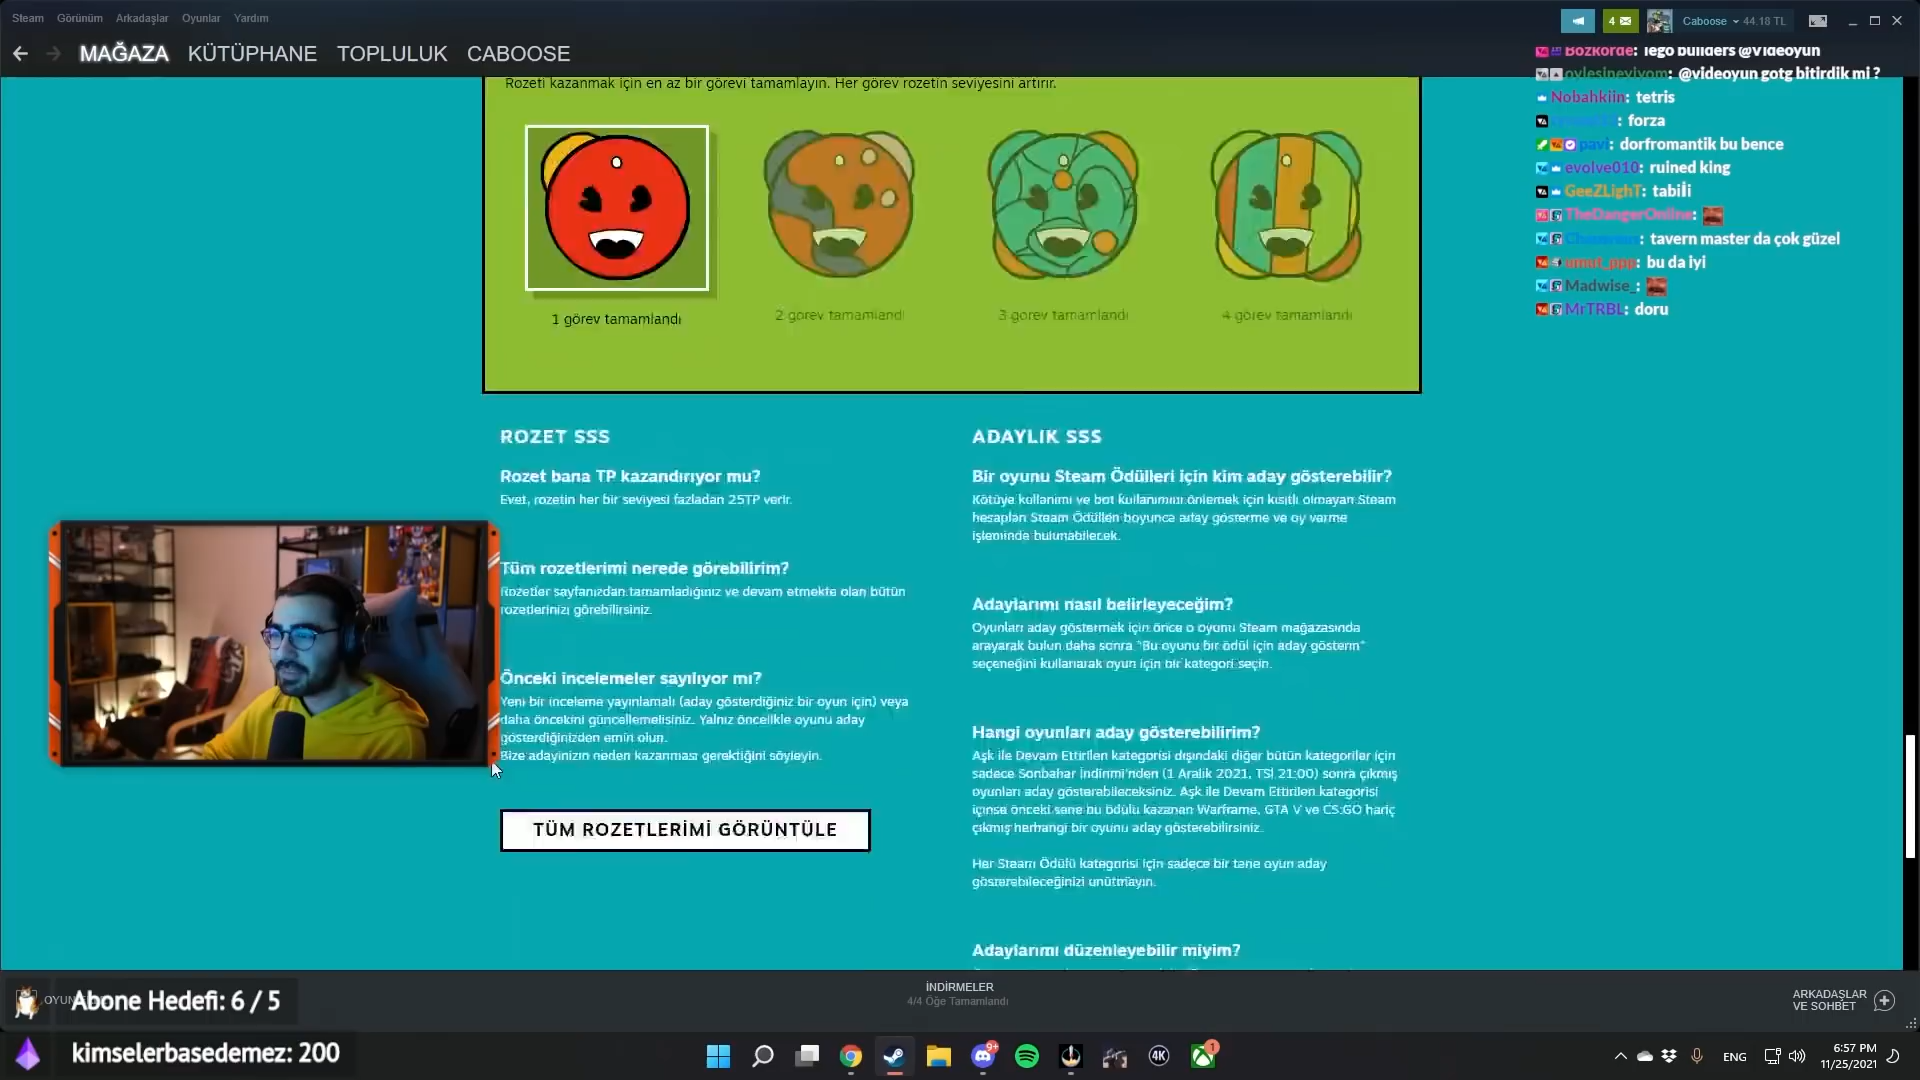 Steam Görünüm Arkadaşlar Oyunlar Yardım
4 Caboose 44.18 TL
MAĞAZA KÜTÜPHANE TOPLULUK CABOOSE
Rozeti kazanmak için en az bir görevi tamamlayın. Her görev rozetin seviyesini artırır.
1 görev tamamlandı
2 görev tamamlandı
3 görev tamamlandı
4 görev tamamlandı
ROZET SSS
Rozet bana TP kazandırıyor mu?
Evet, rozetin her bir seviyesi fazladan 25TP verir.
Tüm rozetlerimi nerede görebilirim?
Rozetler sayfanızdan tamamladığınız ve devam etmekte olan bütün
rozetlerinizi görebilirsiniz.
Önceki incelemeler sayılıyor mı?
Yeni bir inceleme yayınlamalı (aday gösterdiğiniz bir oyun için) veya
daha öncekini güncellemelisiniz. Yalnız öncelikle oyunu aday
gösterdiğinizden emin olun.
Bize adayınızın neden kazanması gerektiğini söyleyin.
TÜM ROZETLERİMİ GÖRÜNTÜLE
ADAYLIK SSS
Bir oyunu Steam Ödülleri için kim aday gösterebilir?
Kötüye kullanımı ve bot kullanımını önlemek için kısıtlı olmayan Steam
hesapları Steam Ödülleri boyunca aday gösterme ve oy verme
işleminde bulunabilecek.
Adaylarımı nasıl belirleyeceğim?
Oyunları aday göstermek için önce o oyunu Steam mağazasında
arayarak bulun daha sonra "Bu oyunu bir ödül için aday gösterin"
seçeneğini kullanarak oyun için bir kategori seçin.
Hangi oyunları aday gösterebilirim?
Aşk ile Devam Ettirilen kategorisi dışındaki diğer bütün kategoriler için
sadece Sonbahar İndirimi'nden (1 Aralık 2021, TSİ 21:00) sonra çıkmış
oyunları aday gösterebileceksiniz. Aşk ile Devam Ettirilen kategorisi
içinse önceki sene bu ödülü kazanan Warframe, GTA V ve CS:GO hariç
çıkmış herhangi bir oyunu aday gösterebilirsiniz.
Her Steam Ödülü kategorisi için sadece bir tane oyun aday
gösterebileceğinizi unutmayın.
Adaylarımı düzenleyebilir miyim?
Bozkorde: lego builders @videoyun
oylesineyiyom: @videoyun gotg bitirdik mi ?
Nobahkiin: tetris
: forza
pavi: dorfromantik bu bence
evolve010: ruined king
GeeZLighT: tabiİi
TheDangerOnline:
: tavern master da çok güzel
umut_ppp: bu da iyi
Madwise_:
MrTRBL: doru
Abone Hedefi: 6 / 5
İNDİRMELER
4/4 Öğe Tamamlandı
ARKADAŞLAR
VE SOHBET
kimselerbasedemez: 200
9+
4K
1
ENG
6:57 PM
11/25/2021